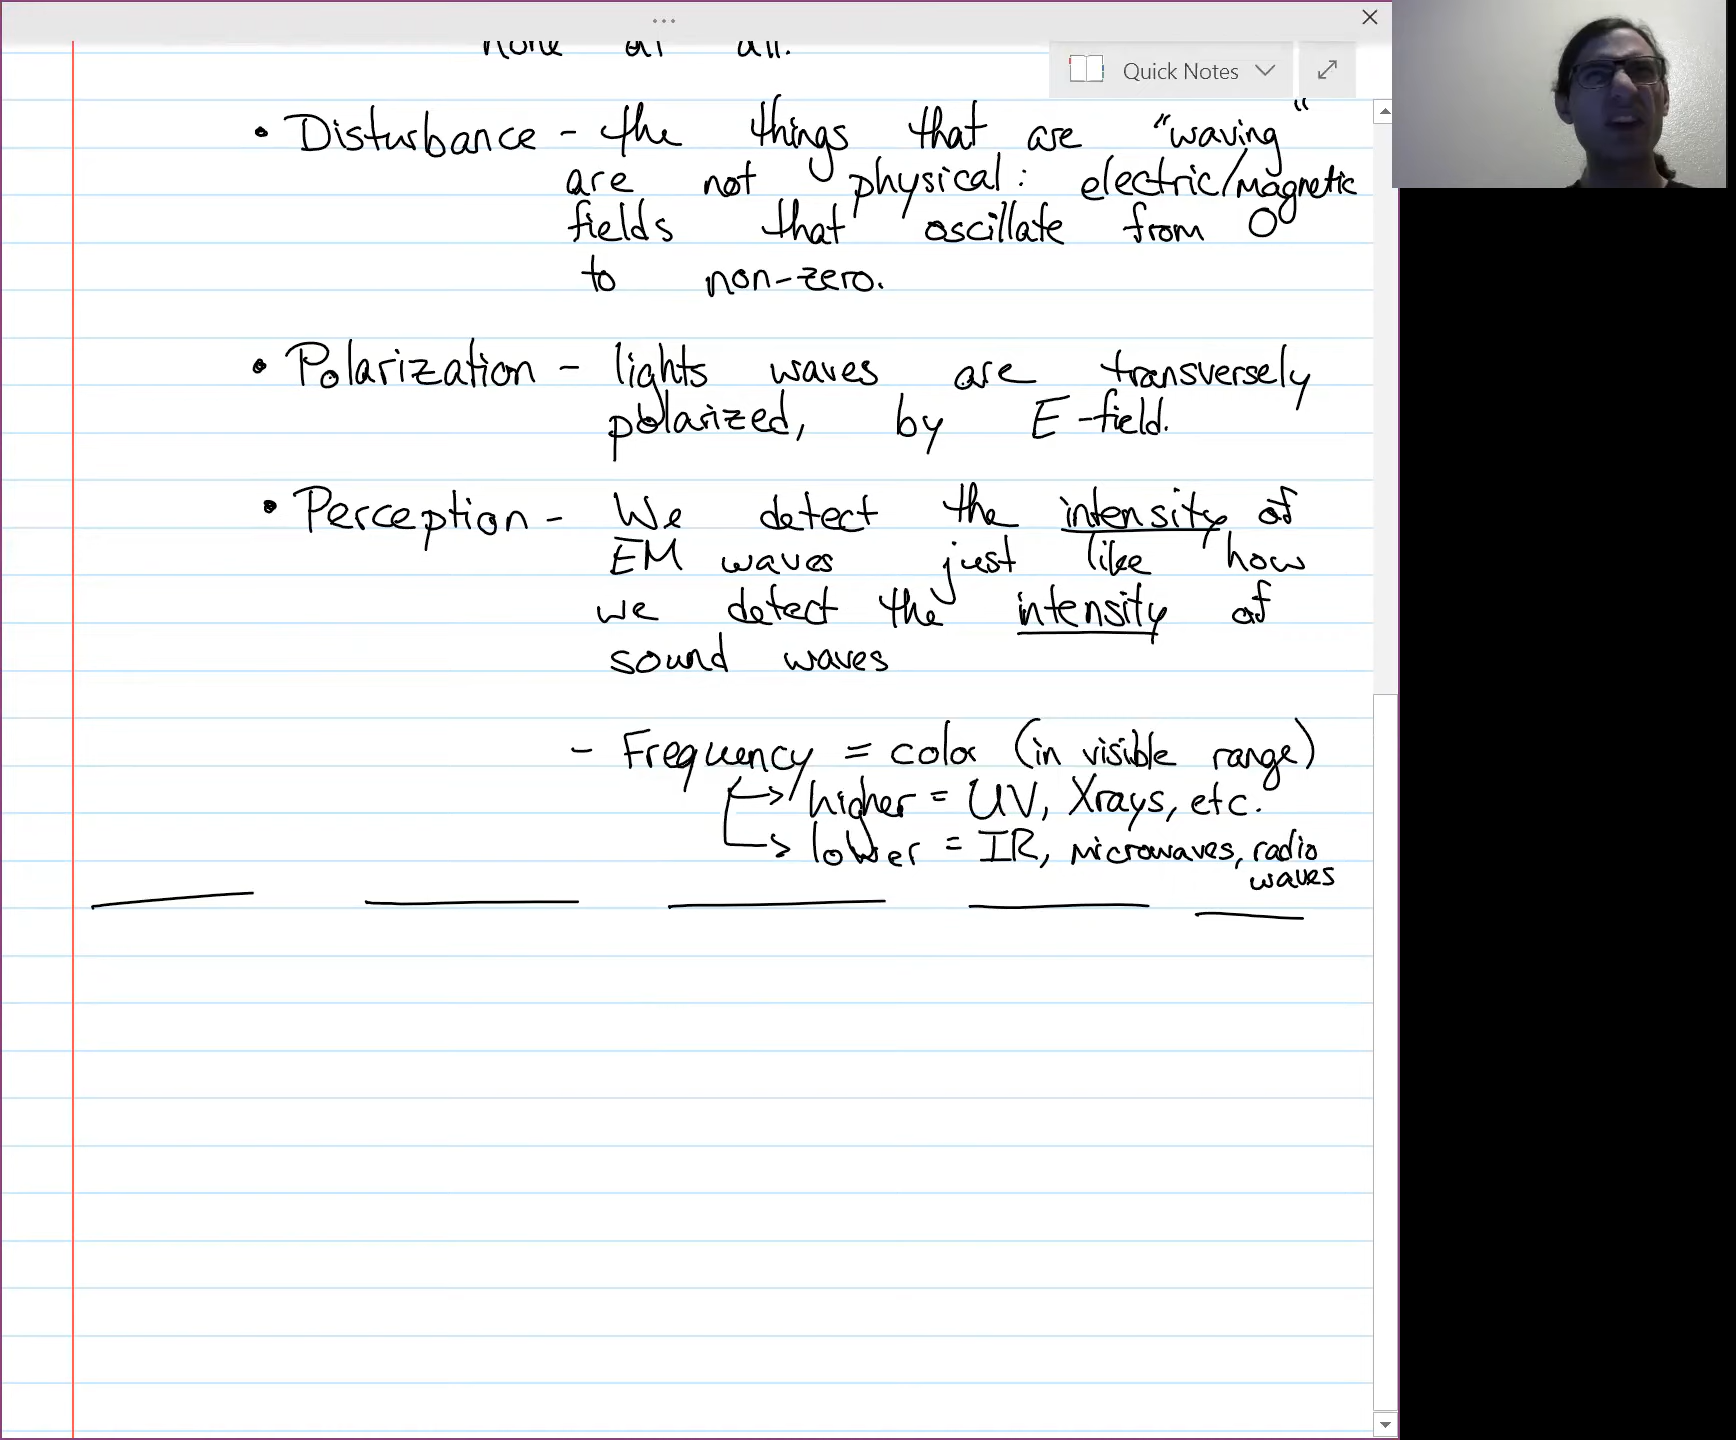 none at all.
Quick Notes
• Disturbance - the things that are "waving"
are not physical: electric/magnetic
fields that oscillate from 0
to non-zero.
• Polarization - lights waves are transversely
polarized, by E-field.
• Perception - We detect the intensity of
EM waves just like how
we detect the intensity of
sound waves
- Frequency = color (in visible range)
↳ higher = UV, Xrays, etc.
↳ lower = IR, microwaves, radio
waves